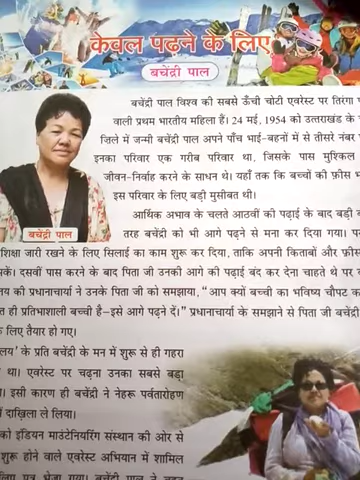 केवल पढ़ने के लिए
बचेंद्री पाल
बचेंद्री पाल विश्व की सबसे ऊँची चोटी एवरेस्ट पर तिरंगा
वाली प्रथम भारतीय महिला हैं। 24 मई, 1954 को उत्तराखंड के
ज़िले में जन्मी बचेंद्री पाल अपने पाँच भाई-बहनों में से तीसरे नंबर
इनका परिवार एक गरीब परिवार था, जिसके पास मुश्किल
जीवन-निर्वाह करने के साधन थे। यहाँ तक कि बच्चों की फ़ीस
इस परिवार के लिए बड़ी मुसीबत थी।
आर्थिक अभाव के चलते आठवीं की पढ़ाई के बाद बड़ी
तरह बचेंद्री को भी आगे पढ़ने से मना कर दिया गया।
बचेंद्री पाल
शिक्षा जारी रखने के लिए सिलाई का काम शुरू कर दिया, ताकि अपनी किताबों और फ़ीस
सकें। दसवीं पास करने के बाद पिता जी उनकी आगे की पढ़ाई बंद कर देना चाहते थे पर
की प्रधानाचार्या ने उनके पिता जी को समझाया, "आप क्यों बच्ची का भविष्य चौपट
ही प्रतिभाशाली बच्ची है–इसे आगे पढ़ने दें।" प्रधानाचार्या के समझाने से पिता जी बचेंद्री
के लिए तैयार हो गए।
के प्रति बचेंद्री के मन में शुरू से ही गहरा
था। एवरेस्ट पर चढ़ना उनका सबसे बड़ा
इसी कारण ही बचेंद्री ने नेहरू पर्वतारोहण
में दाख़िला ले लिया।
को इंडियन माउंटेनियरिंग संस्थान की ओर से
शुरू होने वाले एवरेस्ट अभियान में शामिल
लिए पत्र भेजा गया। बचेंद्री पाल ने